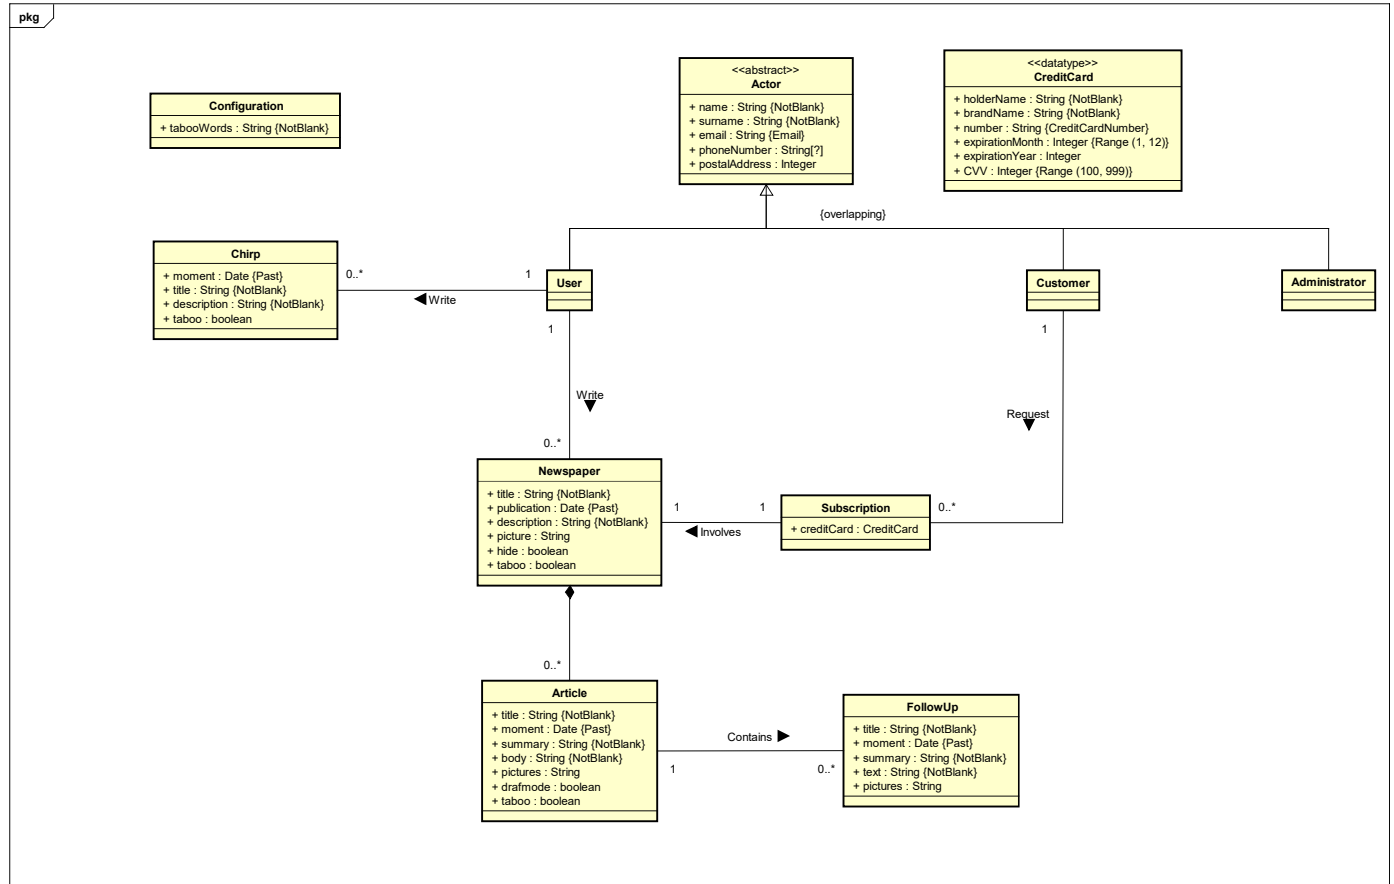 pkg
<<abstract>>
Actor
+ name : String {NotBlank}
+ surname : String {NotBlank}
+ email : String {Email}
+ phoneNumber : String[?]
+ postalAddress : Integer
<<datatype>>
CreditCard
+ holderName : String {NotBlank}
+ brandName : String {NotBlank}
+ number : String {CreditCardNumber}
+ expirationMonth : Integer {Range (1, 12)}
+ expirationYear : Integer
+ CVV : Integer {Range (100, 999)}
Configuration
+ tabooWords : String {NotBlank}
{overlapping}
Chirp
+ moment : Date {Past}
+ title : String {NotBlank}
+ description : String {NotBlank}
+ taboo : boolean
0..*
1
Write
User
Customer
Administrator
1
1
Write
Request
0..*
Newspaper
+ title : String {NotBlank}
+ publication : Date {Past}
+ description : String {NotBlank}
+ picture : String
+ hide : boolean
+ taboo : boolean
1
1
Involves
Subscription
+ creditCard : CreditCard
0..*
0..*
Article
+ title : String {NotBlank}
+ moment : Date {Past}
+ summary : String {NotBlank}
+ body : String {NotBlank}
+ pictures : String
+ drafmode : boolean
+ taboo : boolean
Contains
1
0..*
FollowUp
+ title : String {NotBlank}
+ moment : Date {Past}
+ summary : String {NotBlank}
+ text : String {NotBlank}
+ pictures : String